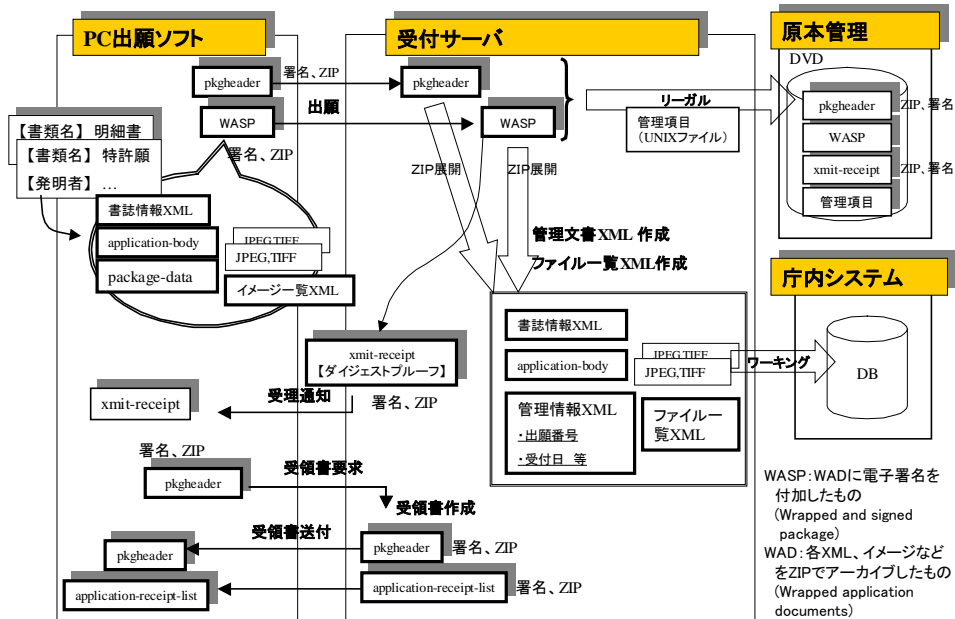 PC出願ソフト
受付サーバ
原本管理
pkgheader
署名、ZIP
pkgheader
WASP
出願
WASP
署名、ZIP
リーガル
管理項目
(UNIXファイル)
DVD
pkgheader
ZIP、署名
WASP
xmit-receipt
ZIP、署名
管理項目
【書類名】 明細書
【書類名】 特許願
【発明者】 …
書誌情報XML
application-body
package-data
JPEG,TIFF
JPEG,TIFF
イメージ一覧XML
ZIP展開
ZIP展開
管理文書XML 作成
ファイル一覧XML作成
書誌情報XML
application-body
JPEG,TIFF
JPEG,TIFF
管理情報XML
・出願番号
・受付日 等
ファイル一
覧XML
ワーキング
庁内システム
DB
xmit-receipt
【ダイジェストプルーフ】
署名、ZIP
受理通知
xmit-receipt
署名、ZIP
pkgheader
受領書要求
受領書作成
受領書送付
pkgheader
署名、ZIP
pkgheader
application-receipt-list
署名、ZIP
application-receipt-list
WASP:WADに電子署名を
付加したもの
(Wrapped and signed
package)
WAD:各XML、イメージなど
をZIPでアーカイブしたもの
(Wrapped application
documents)